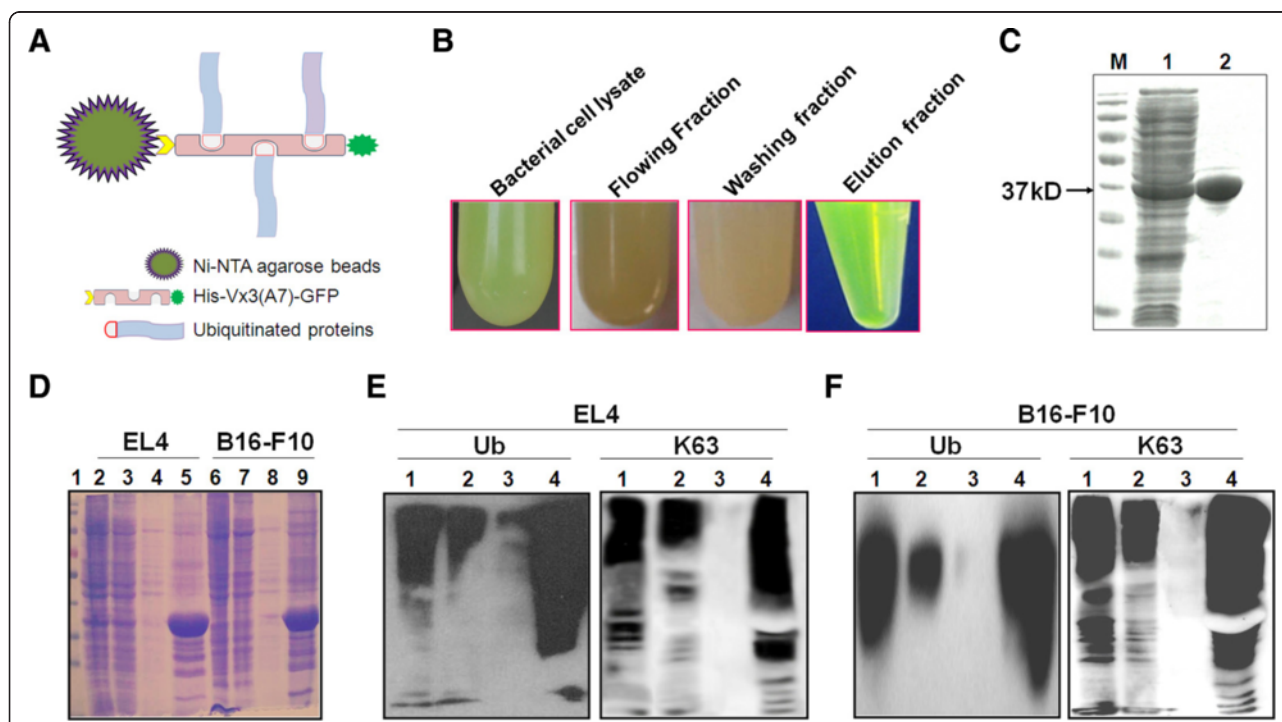 A
Ni-NTA agarose beads
His-Vx3(A7)-GFP
Ubiquitinated proteins
B
Bacterial cell lysate
Flowing Fraction
Washing fraction
Elution fraction
C
M 1 2
37kD
D
EL4 B16-F10
1 2 3 4 5 6 7 8 9
E
EL4
Ub K63
1 2 3 4 1 2 3 4
F
B16-F10
Ub K63
1 2 3 4 1 2 3 4